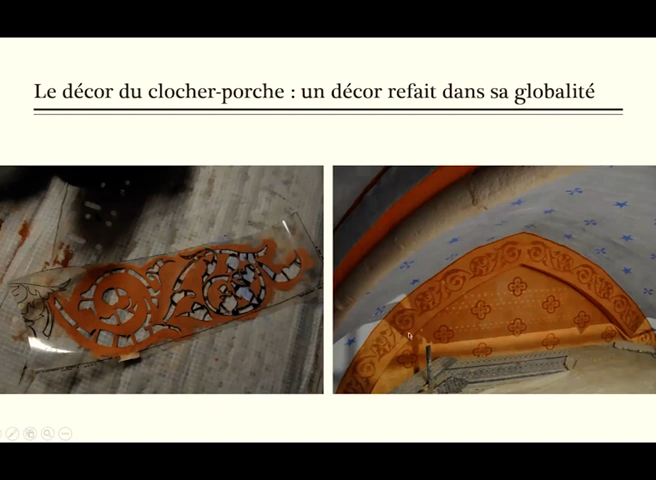 Le décor du clocher-porche : un décor refait dans sa globalité